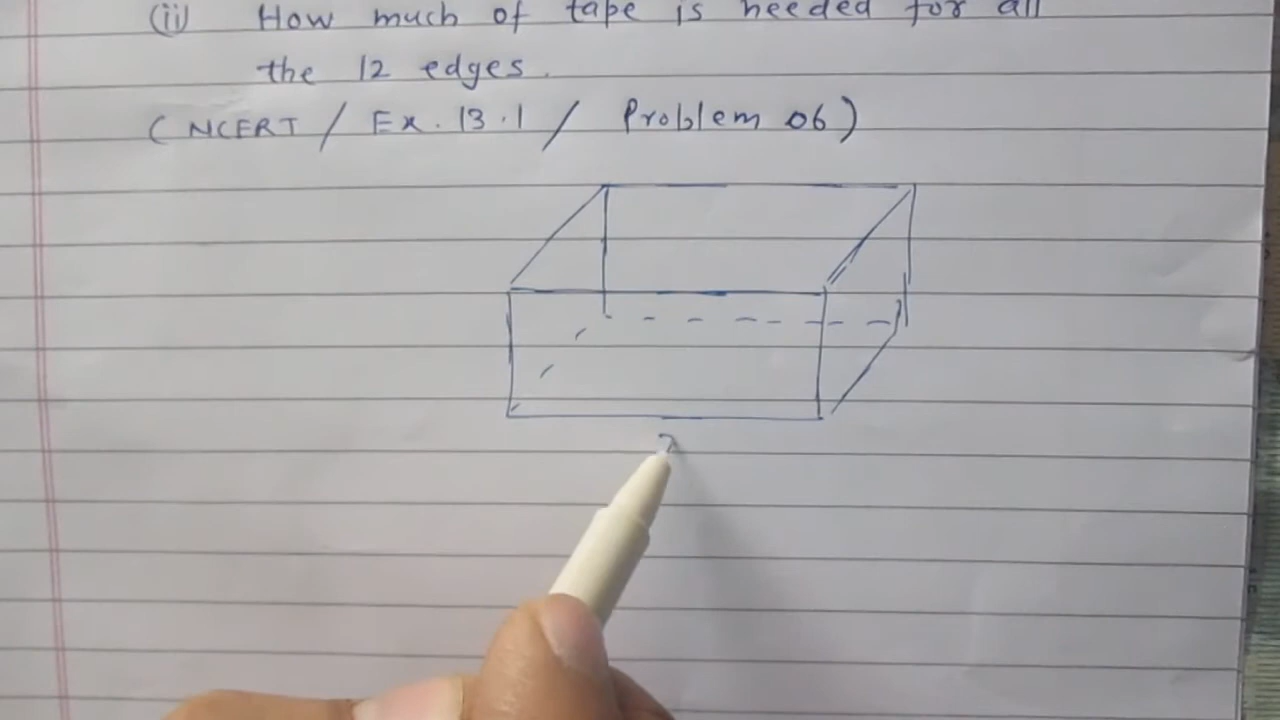 (ii) How much of tape is needed for all
the 12 edges.
(NCERT / Ex. 13.1 / Problem 06)